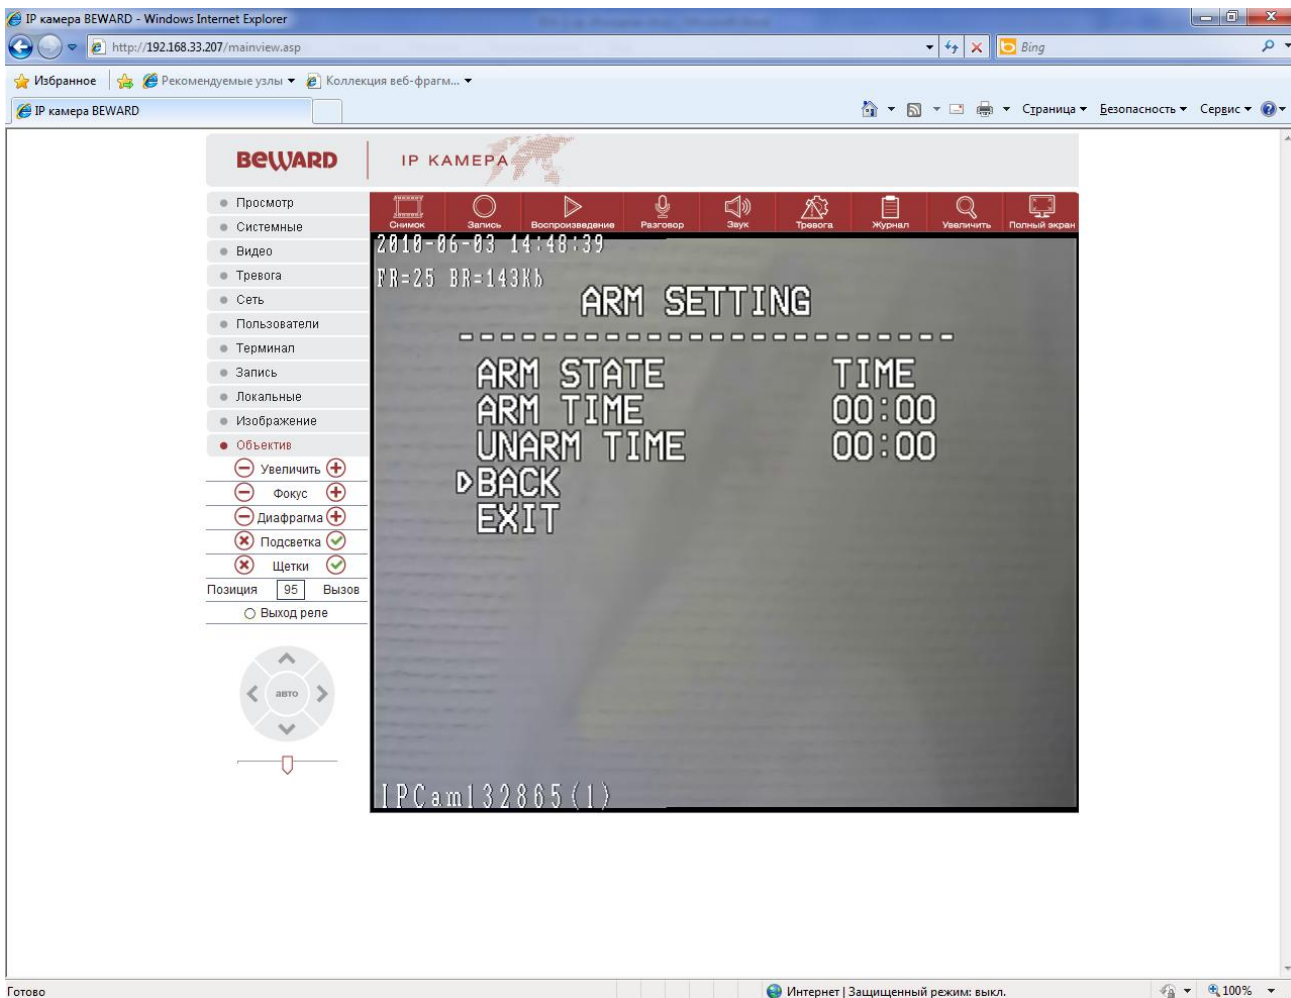 IP камера BEWARD - Windows Internet Explorer
http://192.168.33.207/mainview.asp
Bing
Избранное
Рекомендуемые узлы
Коллекция веб-фрагм...
IP камера BEWARD
Страница
Безопасность
Сервис
BEWARD
IP КАМЕРА
Просмотр
Системные
Видео
Тревога
Сеть
Пользователи
Терминал
Запись
Локальные
Изображение
Объектив
Увеличить
Фокус
Диафрагма
Подсветка
Щетки
Позиция 95 Вызов
Выход реле
авто
Снимок
Запись
Воспроизведение
Разговор
Звук
Тревога
Журнал
Увеличить
Полный экран
2010-06-03 14:48:39
FR=25 BR=143Kb
ARM SETTING
ARM STATE TIME
ARM TIME 00:00
UNARM TIME 00:00
BACK
EXIT
IPCam132865(1)
Готово
Интернет | Защищенный режим: выкл.
100%